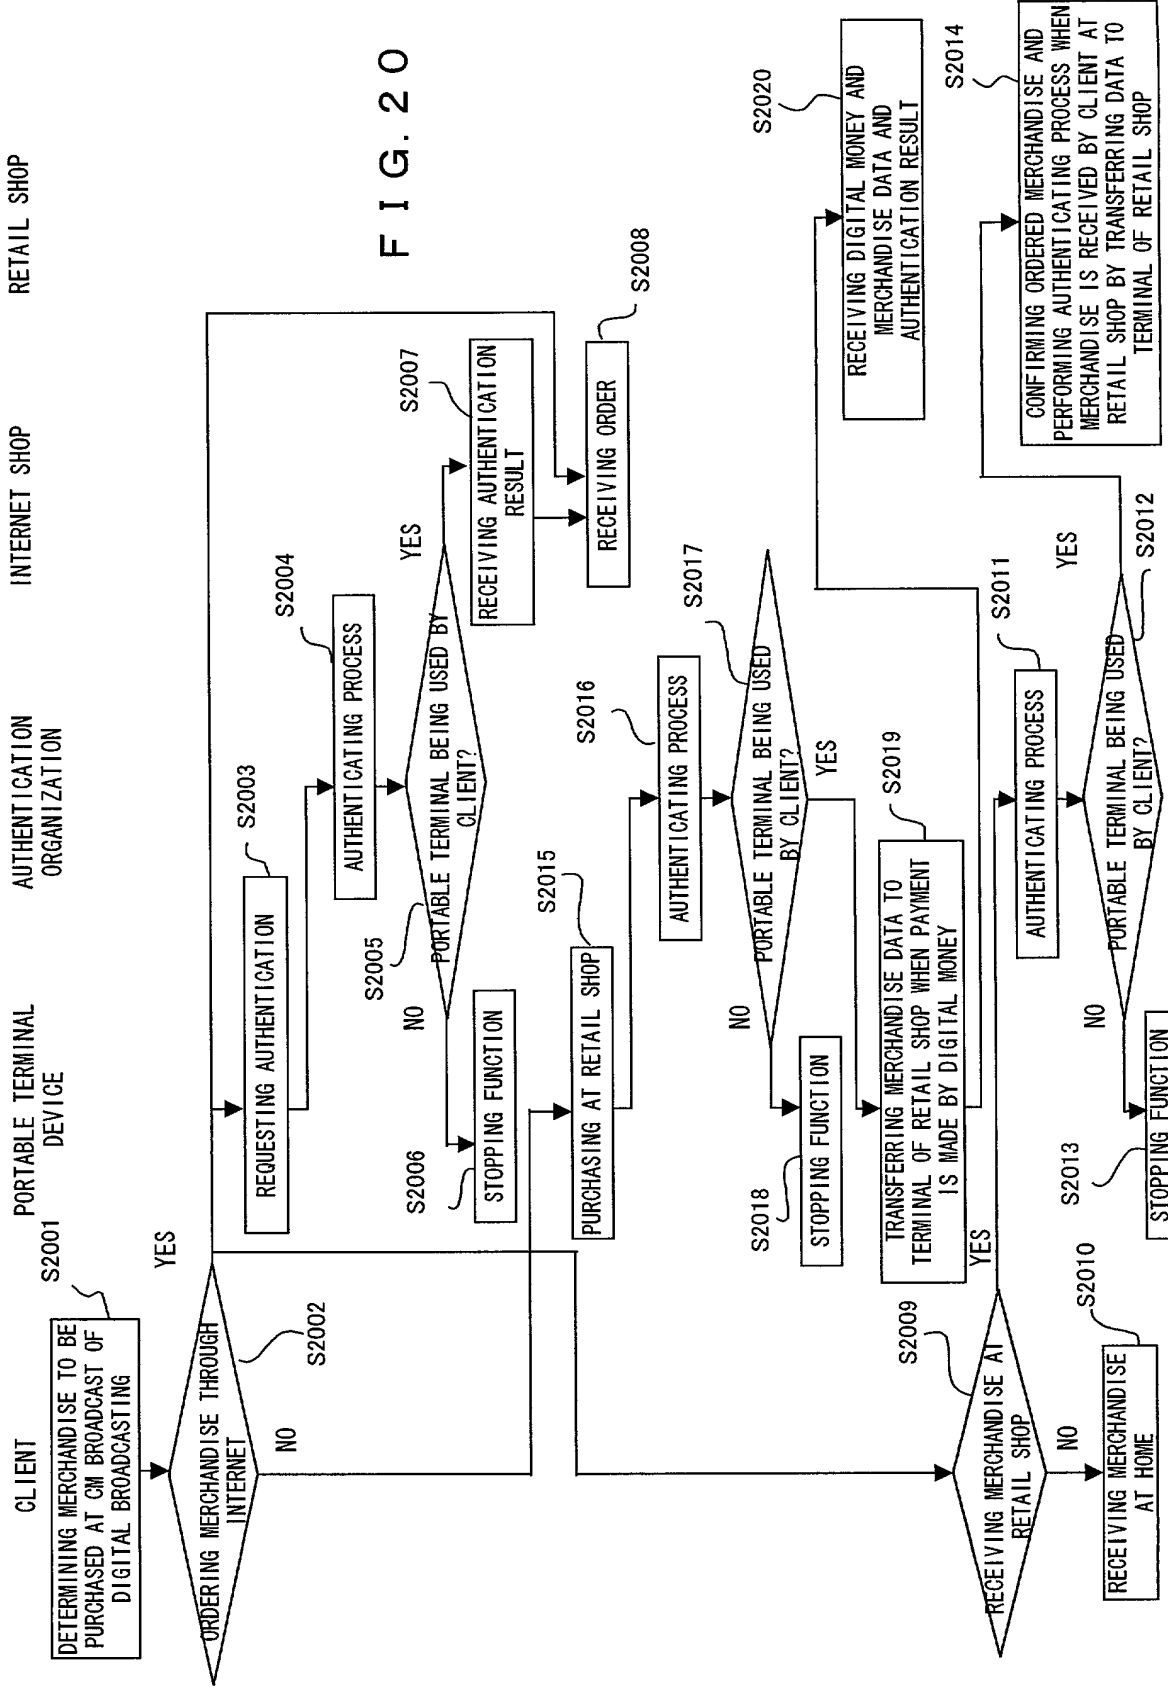 CLIENT
PORTABLE TERMINAL
DEVICE
AUTHENTICATION
ORGANIZATION
INTERNET SHOP
RETAIL SHOP
FIG. 20
S2001
DETERMINING MERCHANDISE TO BE
PURCHASED AT CM BROADCAST OF
DIGITAL BROADCASTING
ORDERING MERCHANDISE THROUGH
INTERNET
YES
NO
S2002
S2003
REQUESTING AUTHENTICATION
S2004
AUTHENTICATING PROCESS
S2005
PORTABLE TERMINAL BEING USED BY
CLIENT?
NO
YES
S2006
STOPPING FUNCTION
S2007
RECEIVING AUTHENTICATION
RESULT
S2008
RECEIVING ORDER
S2015
PURCHASING AT RETAIL SHOP
S2016
AUTHENTICATING PROCESS
S2017
PORTABLE TERMINAL BEING USED
BY CLIENT?
NO
YES
S2018
STOPPING FUNCTION
S2019
TRANSFERRING MERCHANDISE DATA TO
TERMINAL OF RETAIL SHOP WHEN PAYMENT
IS MADE BY DIGITAL MONEY
S2020
RECEIVING DIGITAL MONEY AND
MERCHANDISE DATA AND
AUTHENTICATION RESULT
S2009
RECEIVING MERCHANDISE AT
RETAIL SHOP
YES
NO
S2010
RECEIVING MERCHANDISE
AT HOME
S2011
AUTHENTICATING PROCESS
PORTABLE TERMINAL BEING USED
BY CLIENT?
S2012
NO
YES
S2013
STOPPING FUNCTION
S2014
CONFIRMING ORDERED MERCHANDISE AND
PERFORMING AUTHENTICATING PROCESS WHEN
MERCHANDISE IS RECEIVED BY CLIENT AT
RETAIL SHOP BY TRANSFERRING DATA TO
TERMINAL OF RETAIL SHOP